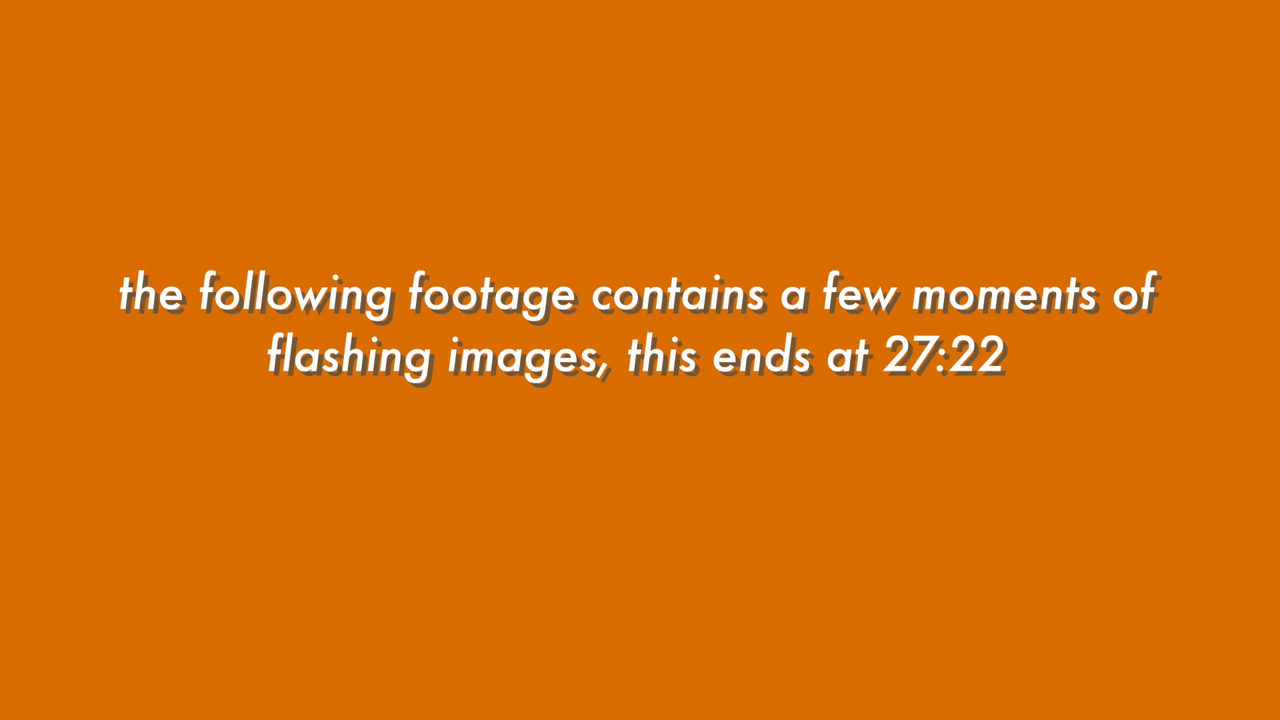 the following footage contains a few moments of
flashing images, this ends at 27:22